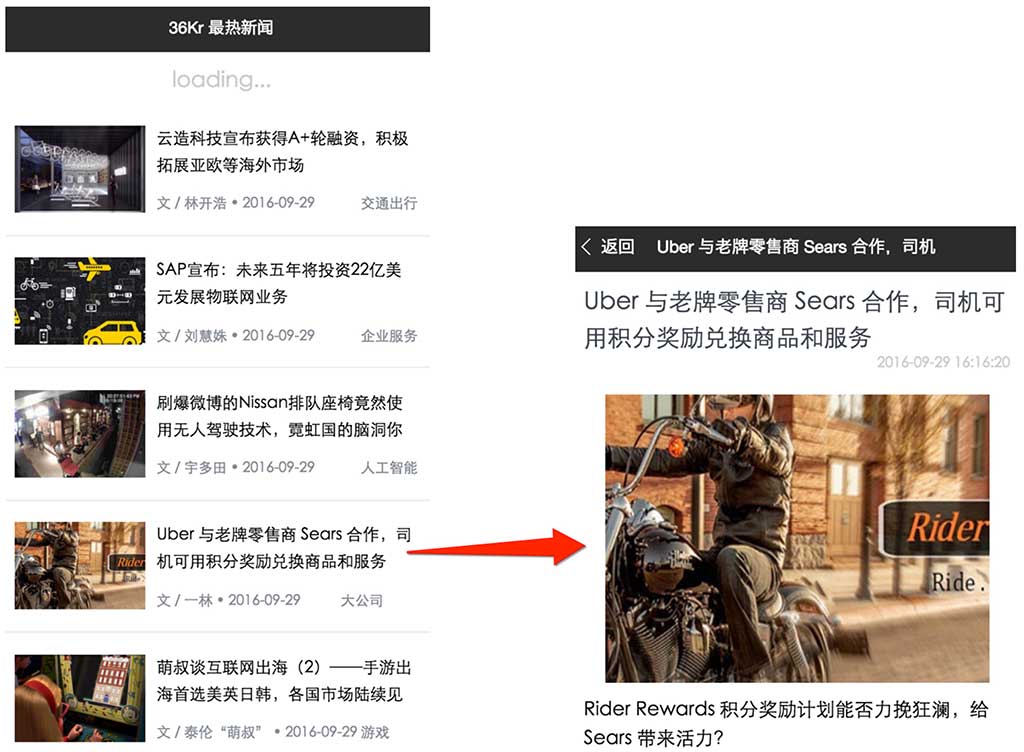 36Kr 最热新闻
loading...
云造科技宣布获得A+轮融资，积极
拓展亚欧等海外市场
文 / 林开浩 • 2016-09-29 交通出行
SAP宣布：未来五年将投资22亿美
元发展物联网业务
文 / 刘慧姝 • 2016-09-29 企业服务
刷爆微博的Nissan排队座椅竟然使
用无人驾驶技术，霓虹国的脑洞你
文 / 宇多田 • 2016-09-29 人工智能
Uber 与老牌零售商 Sears 合作，司
机可用积分奖励兑换商品和服务
文 / 一林 • 2016-09-29 大公司
Rider
萌叔谈互联网出海（2）——手游出
海首选美英日韩，各国市场陆续见
文 / 泰伦“萌叔” • 2016-09-29 游戏
返回 Uber 与老牌零售商 Sears 合作，司机
Uber 与老牌零售商 Sears 合作，司机可
用积分奖励兑换商品和服务
2016-09-29 16:16:20
Rider
Ride.
Rider Rewards 积分奖励计划能否力挽狂澜，给
Sears 带来活力？